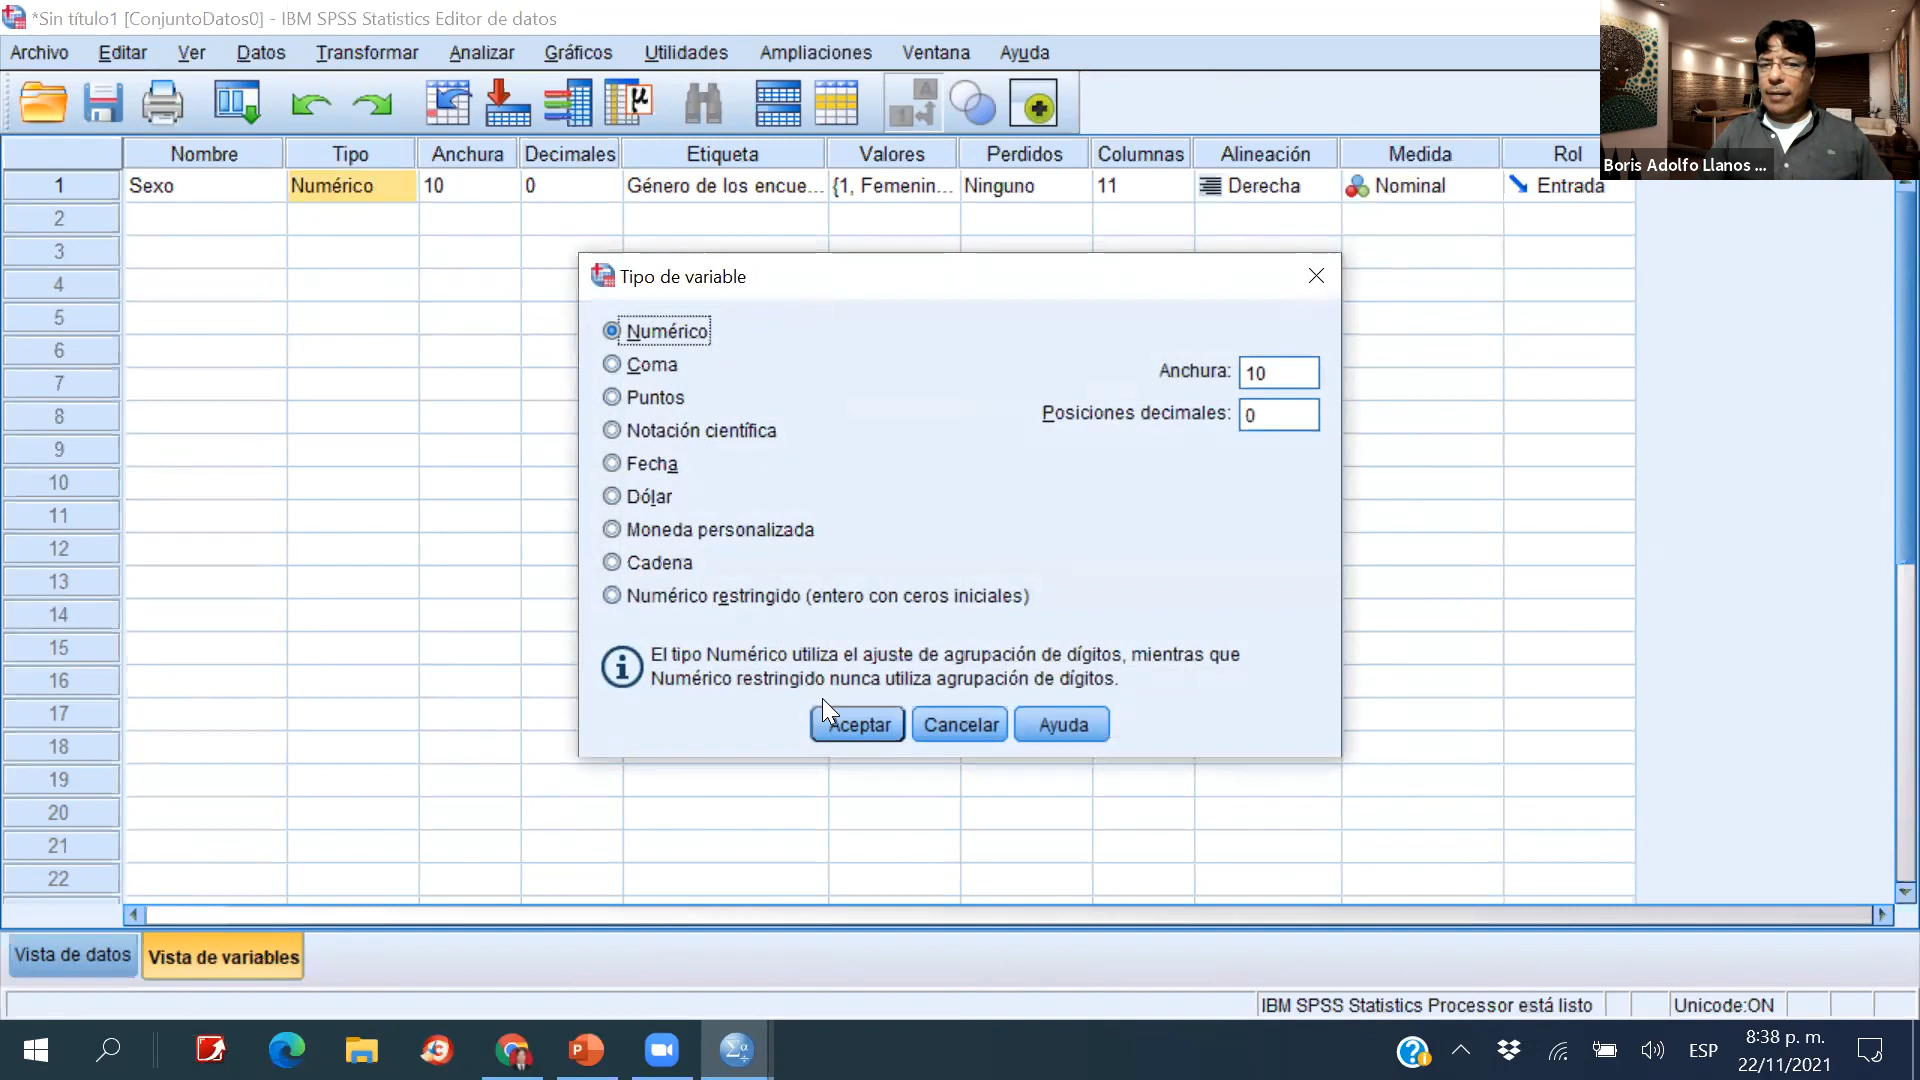 *Sin título1 [ConjuntoDatos0] - IBM SPSS Statistics Editor de datos
Archivo Editar Ver Datos Transformar Analizar Gráficos Utilidades Ampliaciones Ventana Ayuda
Boris Adolfo Llanos ...
Nombre Tipo Anchura Decimales Etiqueta Valores Perdidos Columnas Alineación Medida Rol
1 Sexo Numérico 10 0 Género de los encue... {1, Femenin... Ninguno 11 Derecha Nominal Entrada
2
3
4
5
6
7
8
9
10
11
12
13
14
15
16
17
18
19
20
21
22
Tipo de variable
Numérico
Coma
Puntos
Notación científica
Fecha
Dólar
Moneda personalizada
Cadena
Numérico restringido (entero con ceros iniciales)
Anchura: 10
Posiciones decimales: 0
El tipo Numérico utiliza el ajuste de agrupación de dígitos, mientras que
Numérico restringido nunca utiliza agrupación de dígitos.
Aceptar Cancelar Ayuda
Vista de datos Vista de variables
IBM SPSS Statistics Processor está listo Unicode:ON
ESP
8:38 p. m.
22/11/2021